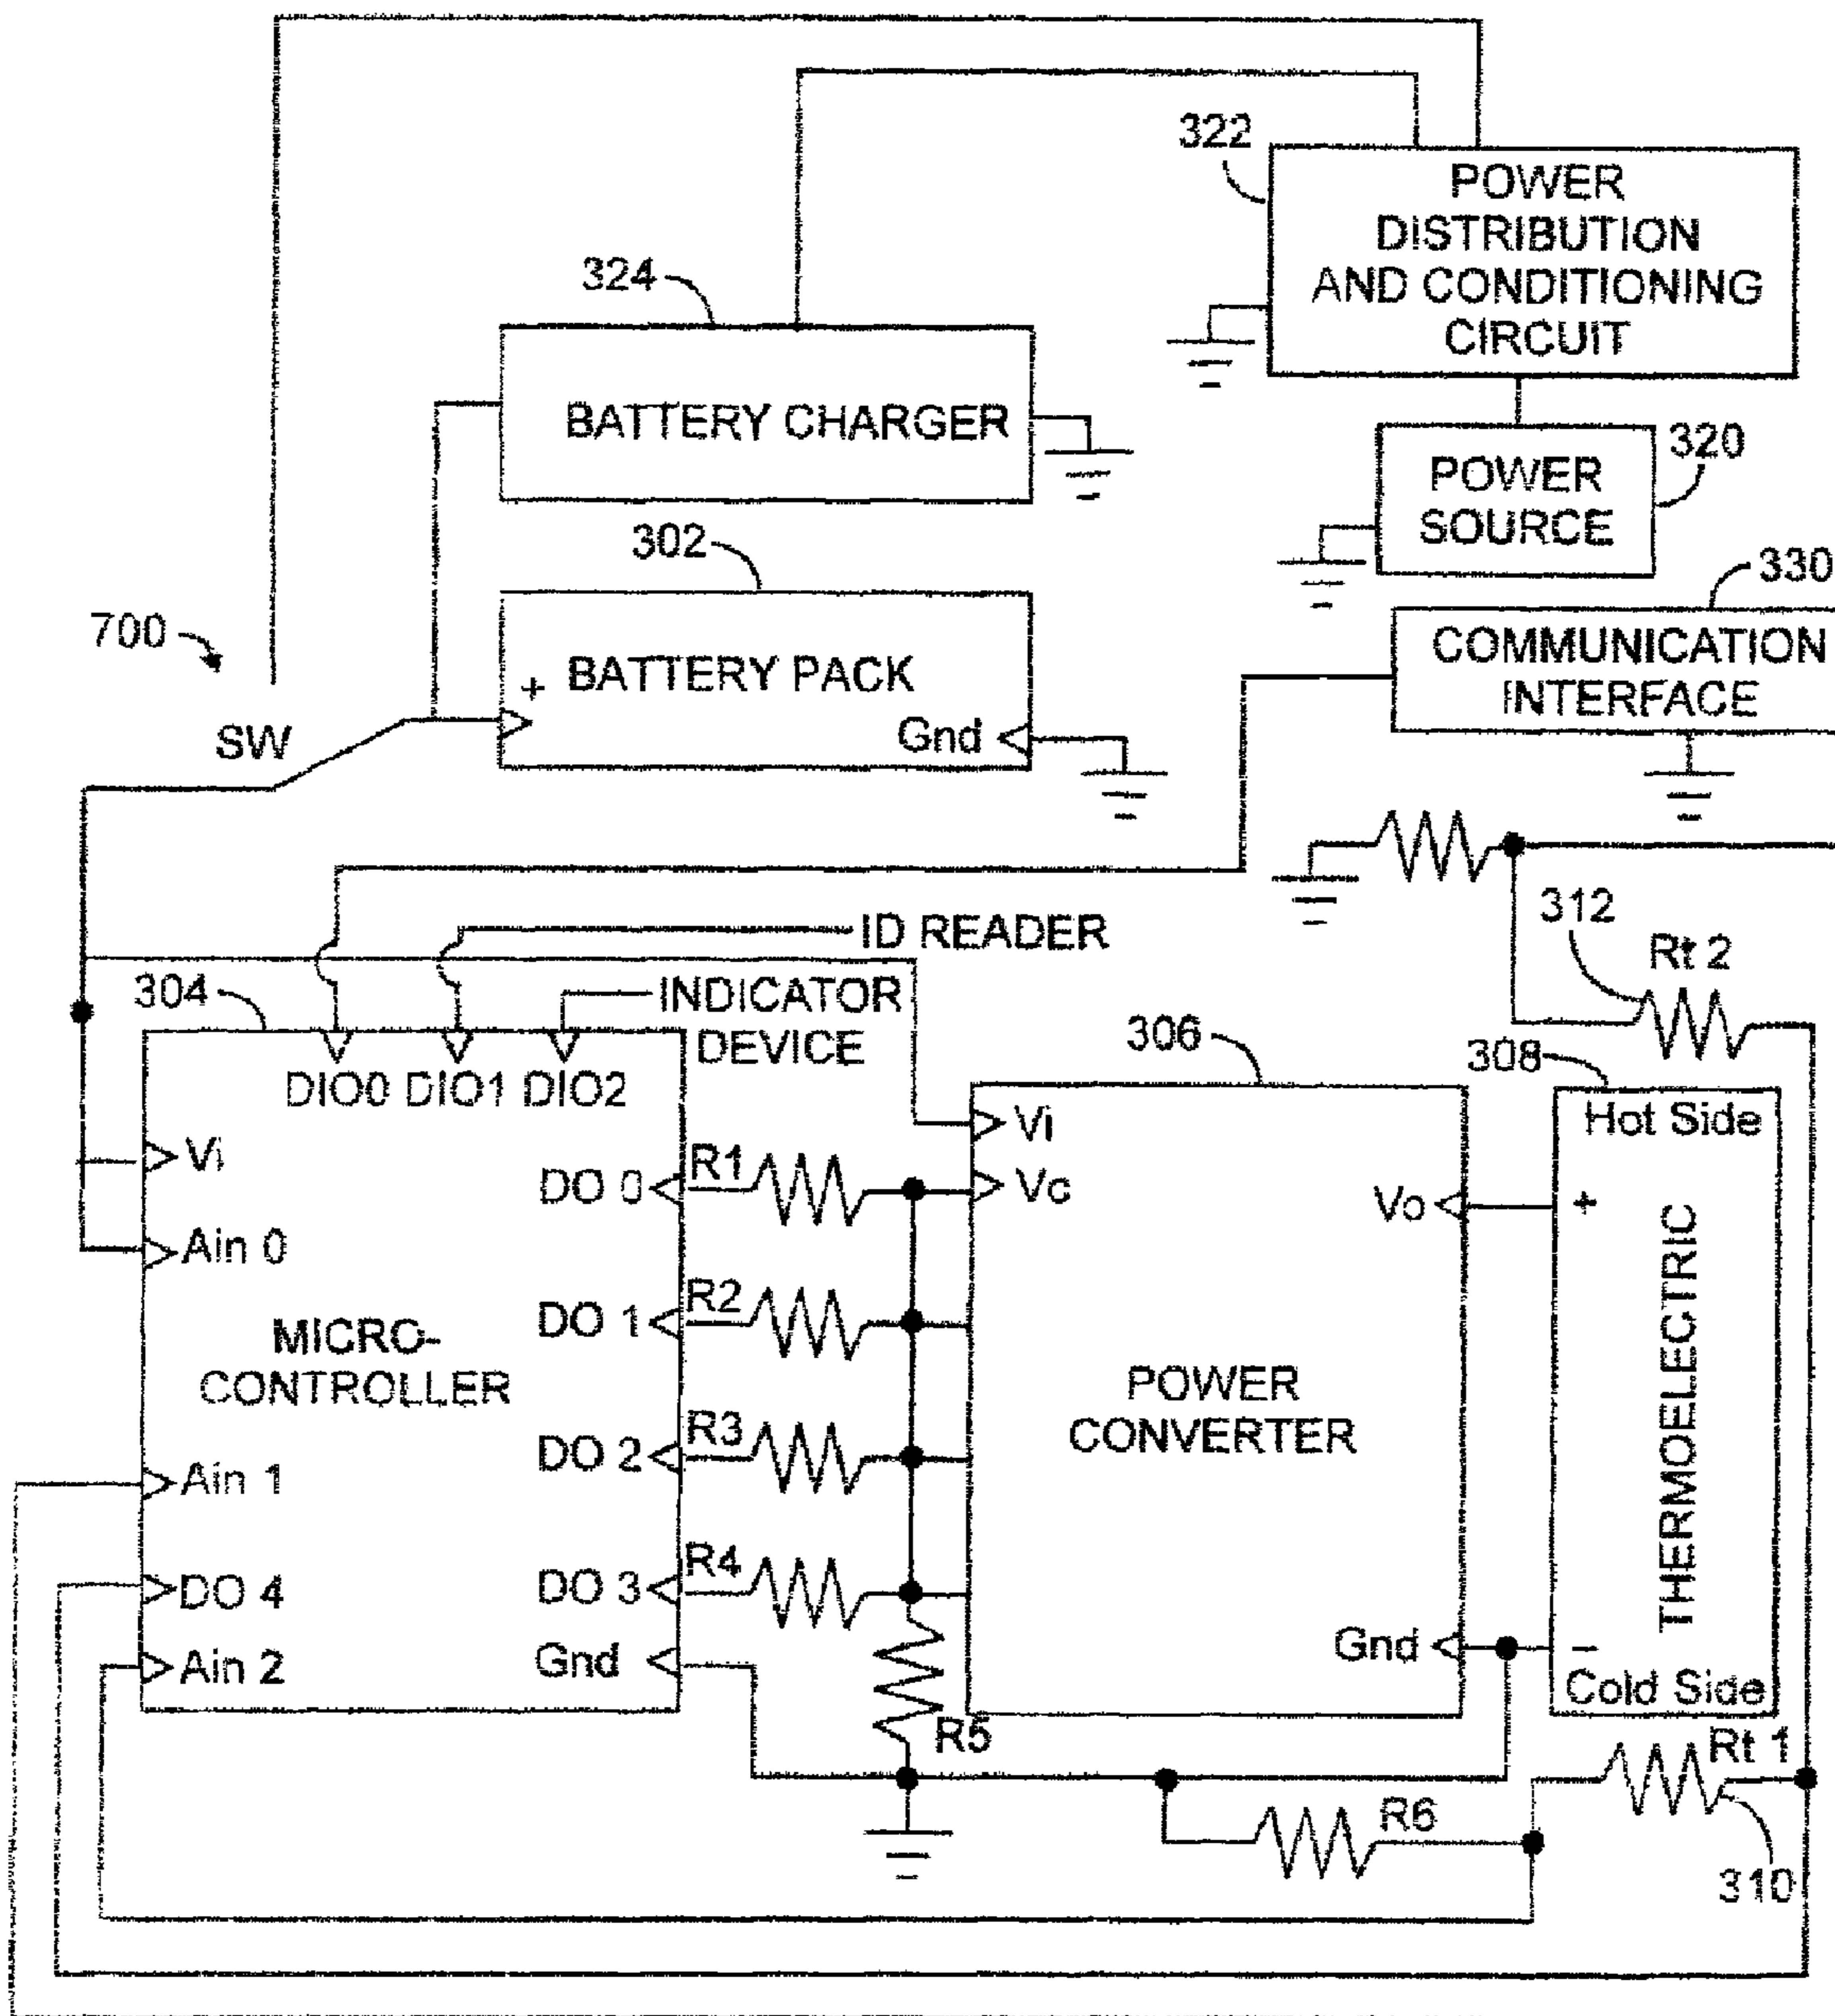 322
POWER
DISTRIBUTION
AND CONDITIONING
CIRCUIT
324
BATTERY CHARGER
320
POWER
SOURCE
302
330
700
+
BATTERY PACK
Gnd
COMMUNICATION
INTERFACE
SW
312
Rt 2
ID READER
304
INDICATOR
DEVICE
306
308
DIO0 DIO1 DIO2
Hot Side
Vi
Ain 0
MICRO-
CONTROLLER
Ain 1
DO 4
Ain 2
DO 0
DO 1
DO 2
DO 3
Gnd
R1
R2
R3
R4
R5
Vi
Vc
Vo
POWER
CONVERTER
Gnd
+
THERMOELECTRIC
–
Cold Side
Rt 1
R6
310